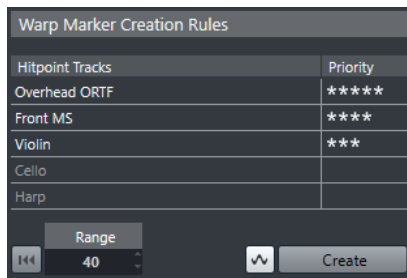 Warp Marker Creation Rules
Hitpoint Tracks Priority
Overhead ORTF *****
Front MS ****
Violin ***
Cello
Harp
Range
40 Create